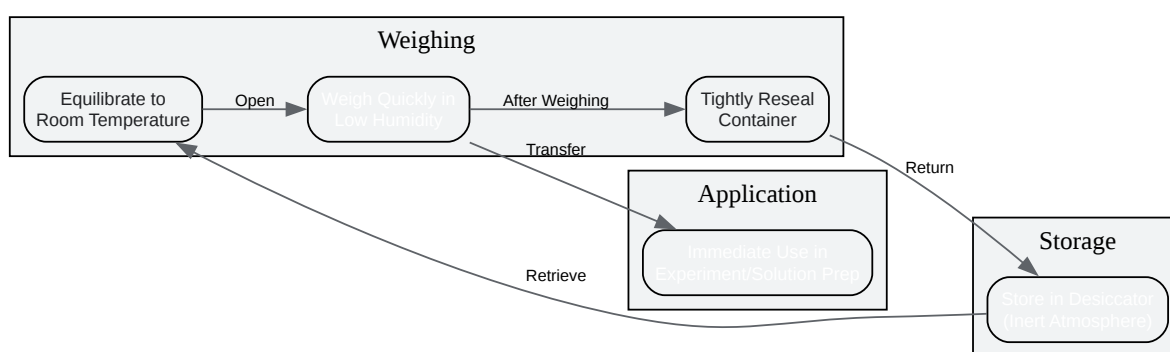 Weighing
Equilibrate to
Room Temperature
Open
Weigh Quickly in
Low Humidity
After Weighing
Tightly Reseal
Container
Transfer
Return
Application
Immediate Use in
Experiment/Solution Prep
Storage
Store in Desiccator
(Inert Atmosphere)
Retrieve